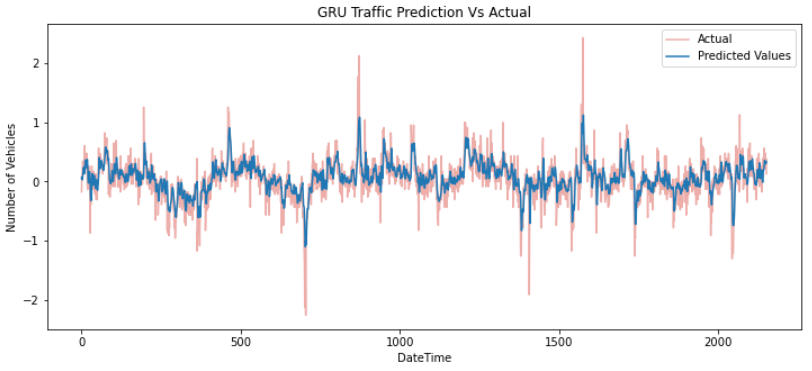 GRU Traffic Prediction Vs Actual
Actual
Predicted Values
Number of Vehicles
2
1
0
−1
−2
0
500
1000
1500
2000
DateTime